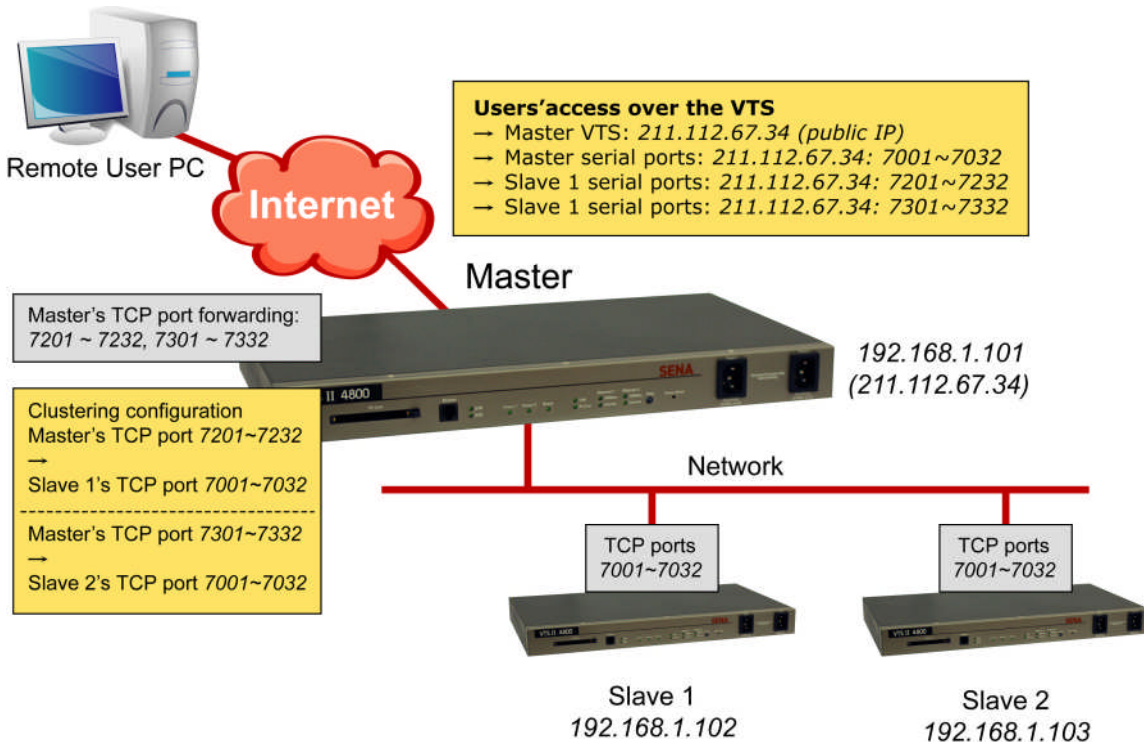 Remote User PC
Internet
Users'access over the VTS
→ Master VTS: 211.112.67.34 (public IP)
→ Master serial ports: 211.112.67.34: 7001~7032
→ Slave 1 serial ports: 211.112.67.34: 7201~7232
→ Slave 1 serial ports: 211.112.67.34: 7301~7332
Master
Master's TCP port forwarding:
7201 ~ 7232, 7301 ~ 7332
SENA
II 4800
192.168.1.101
(211.112.67.34)
Clustering configuration
Master's TCP port 7201~7232
→
Slave 1's TCP port 7001~7032
Master's TCP port 7301~7332
→
Slave 2's TCP port 7001~7032
Network
TCP ports
7001~7032
TCP ports
7001~7032
SENA
VTS II 4800
SENA
VTS II 4800
Slave 1
192.168.1.102
Slave 2
192.168.1.103